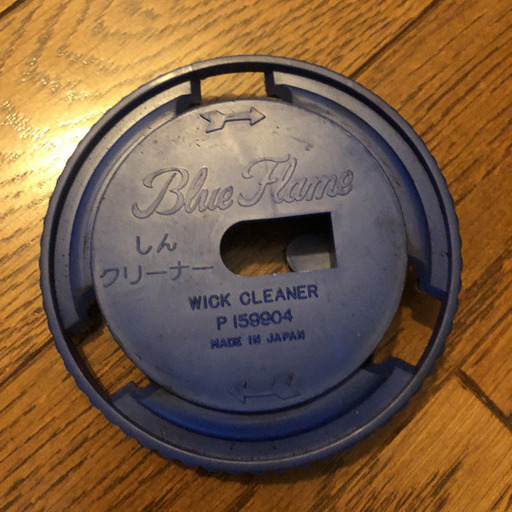 Blue Flame
しん
クリーナー
WICK CLEANER
P 159904
MADE IN JAPAN